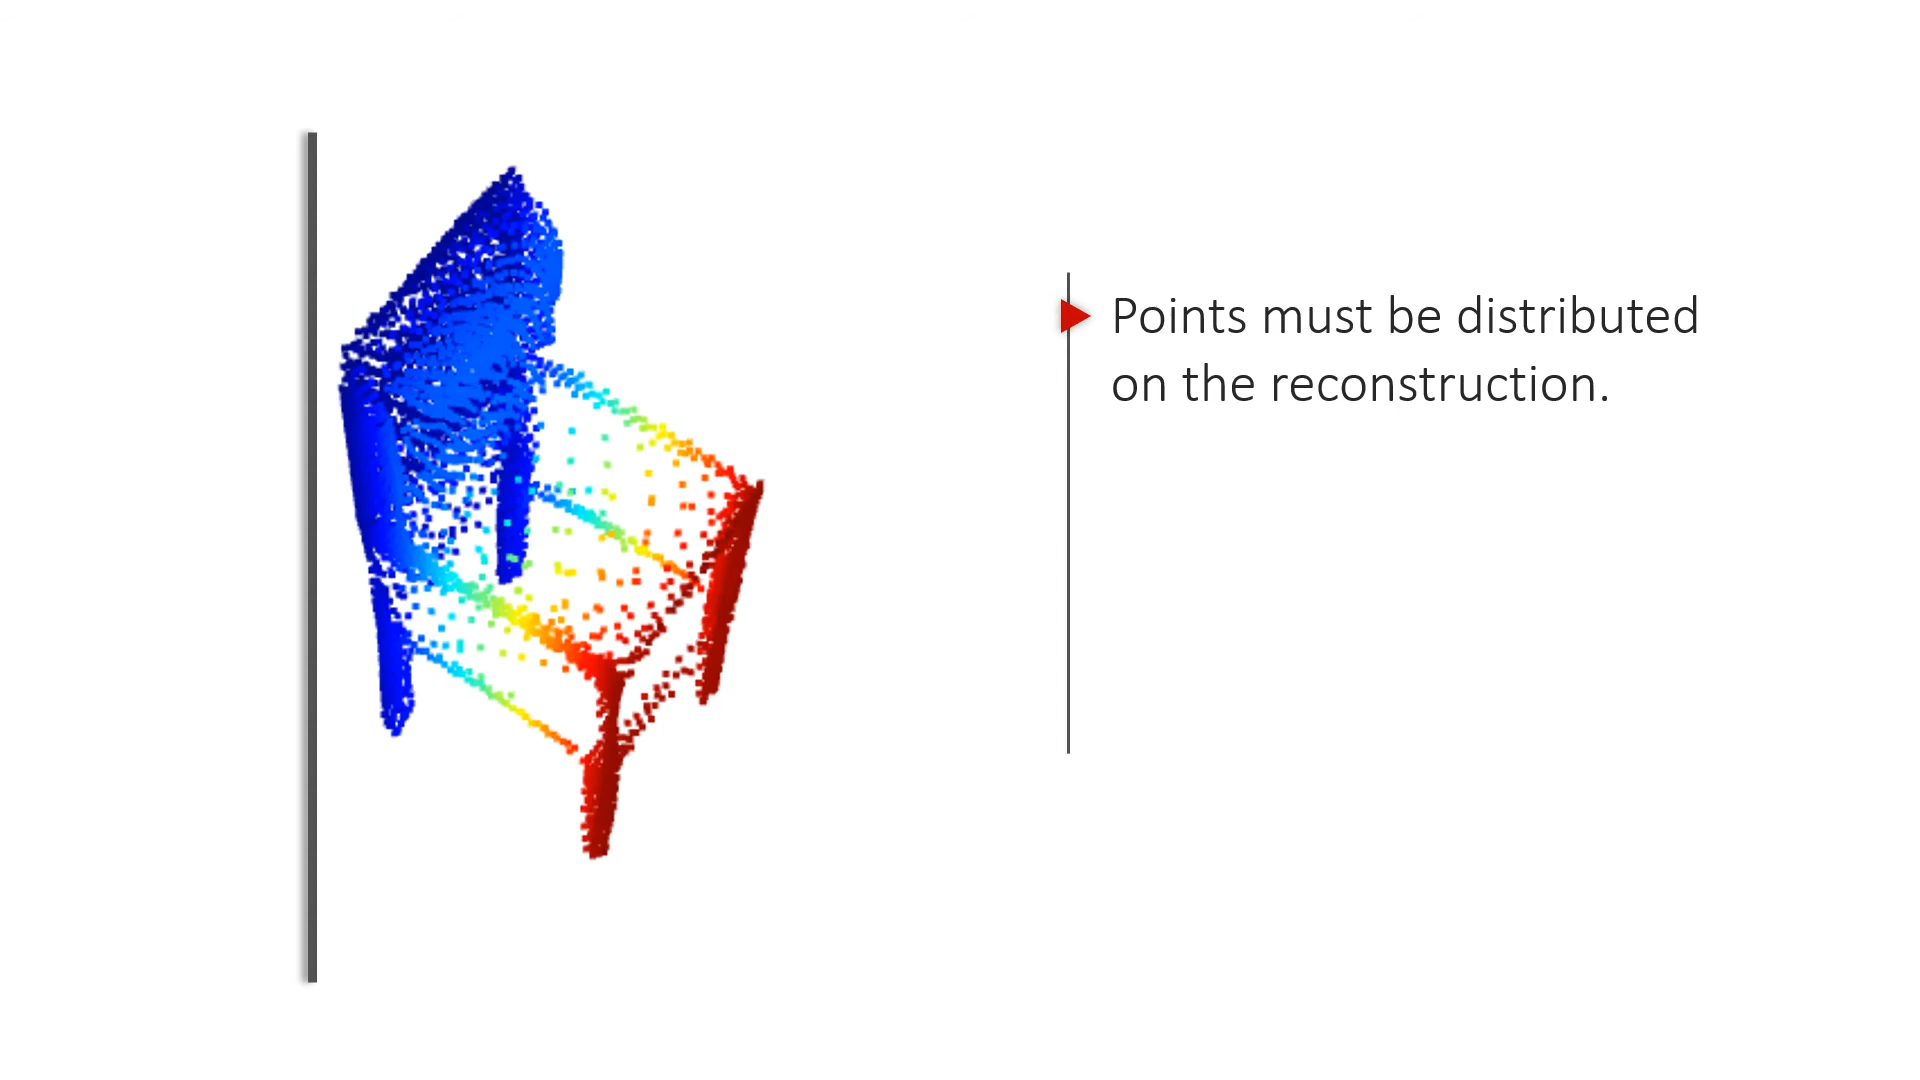 Points must be distributed
on the reconstruction.